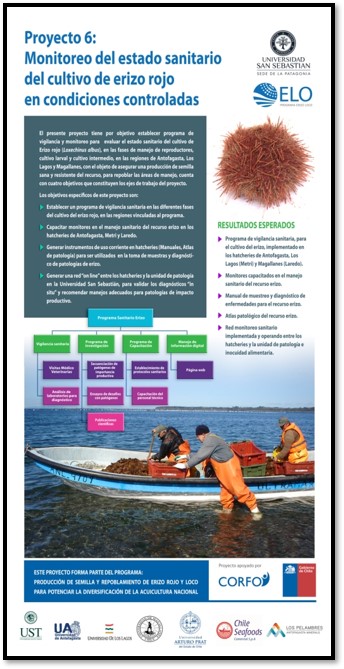 Proyecto 6:
Monitoreo del estado sanitario
del cultivo de erizo rojo
en condiciones controladas
UNIVERSIDAD
SAN SEBASTIAN
SEDE DE LA PATAGONIA
ELO
El presente proyecto tiene por objetivo establecer programa de
vigilancia y monitoreo para evaluar el estado sanitario del cultivo de
Erizo rojo (Loxechinus albus), en las fases de manejo de reproductores,
cultivo larval y cultivo intermedio, en las regiones de Antofagasta, Los
Lagos y Magallanes, con el objeto de asegurar una producción de semilla
sana y resistente del recurso, para repoblar las áreas de manejo, cuenta
con cuatro objetivos que constituyen los ejes de trabajo del proyecto.
Los objetivos específicos de este proyecto son:
Establecer un programa de vigilancia sanitaria en las diferentes fases
del cultivo de erizo rojo, en las regiones vinculadas al programa.
Capacitar monitores en el manejo sanitario del recurso erizo rojo en
los hatcheries de Antofagasta, Metri y Laredo.
Generar instrumentos de uso corriente en hatcheries (Manuales, Atlas
de patología) para ser utilizados en la toma de muestras y diagnósti-
co de patologías de erizo.
Generar una red "on line" entre los hatcheries y la unidad de patología
en la Universidad San Sebastián, para validar los diagnósticos "in
situ" y recomendar manejos adecuados para patologías de impacto
productivo.
RESULTADOS ESPERADOS
Programa de vigilancia sanitaria, para
el cultivo de erizo, implementado en
los hatcheries de Antofagasta, Los
Lagos (Metri) y Magallanes (Laredo).
Monitores capacitados en el manejo
sanitario del recurso erizo.
Manual de muestreo y diagnóstico de
enfermedades para el recurso erizo.
Atlas patológico del recurso erizo.
Red monitoreo sanitario
implementada y operando entre los
hatcheries y la unidad de patología e
inocuidad alimentaria.
Programa Sanitario Erizo
Vigilancia sanitaria
Programa de
Investigación
Programa de
Capacitación
Manejo de
información digital
Visitas Médico
Veterinarias
Secuenciación de
patógenos de
importancia
productiva
Establecimiento de
protocolos sanitarios
Página web
Análisis de
laboratorios para
diagnóstico
Ensayos de desafíos
con patógenos
Capacitación del
personal técnico
Publicaciones
científicas
ESTE PROYECTO FORMA PARTE DEL PROGRAMA:
PRODUCCIÓN DE SEMILLA Y REPOBLAMIENTO DE ERIZO ROJO Y LOCO
PARA POTENCIAR LA DIVERSIFICACIÓN DE LA ACUICULTURA NACIONAL
Proyecto apoyado por
CORFO
Gobierno
de Chile
UST
UA
Universidad
de Antofagasta
UNIVERSIDAD DE LOS LAGOS
Universidad
ARTURO PRAT
Chile
Seafoods
LOS PELAMBRES